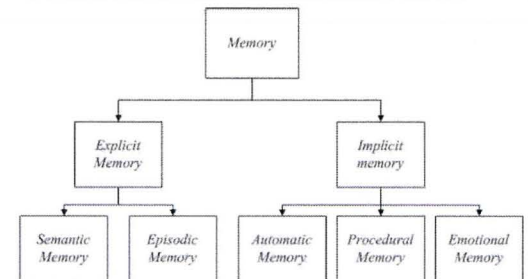 Memory
Explicit
Memory
Implicit
memory
Semantic
Memory
Episodic
Memory
Automatic
Memory
Procedural
Memory
Emotional
Memory